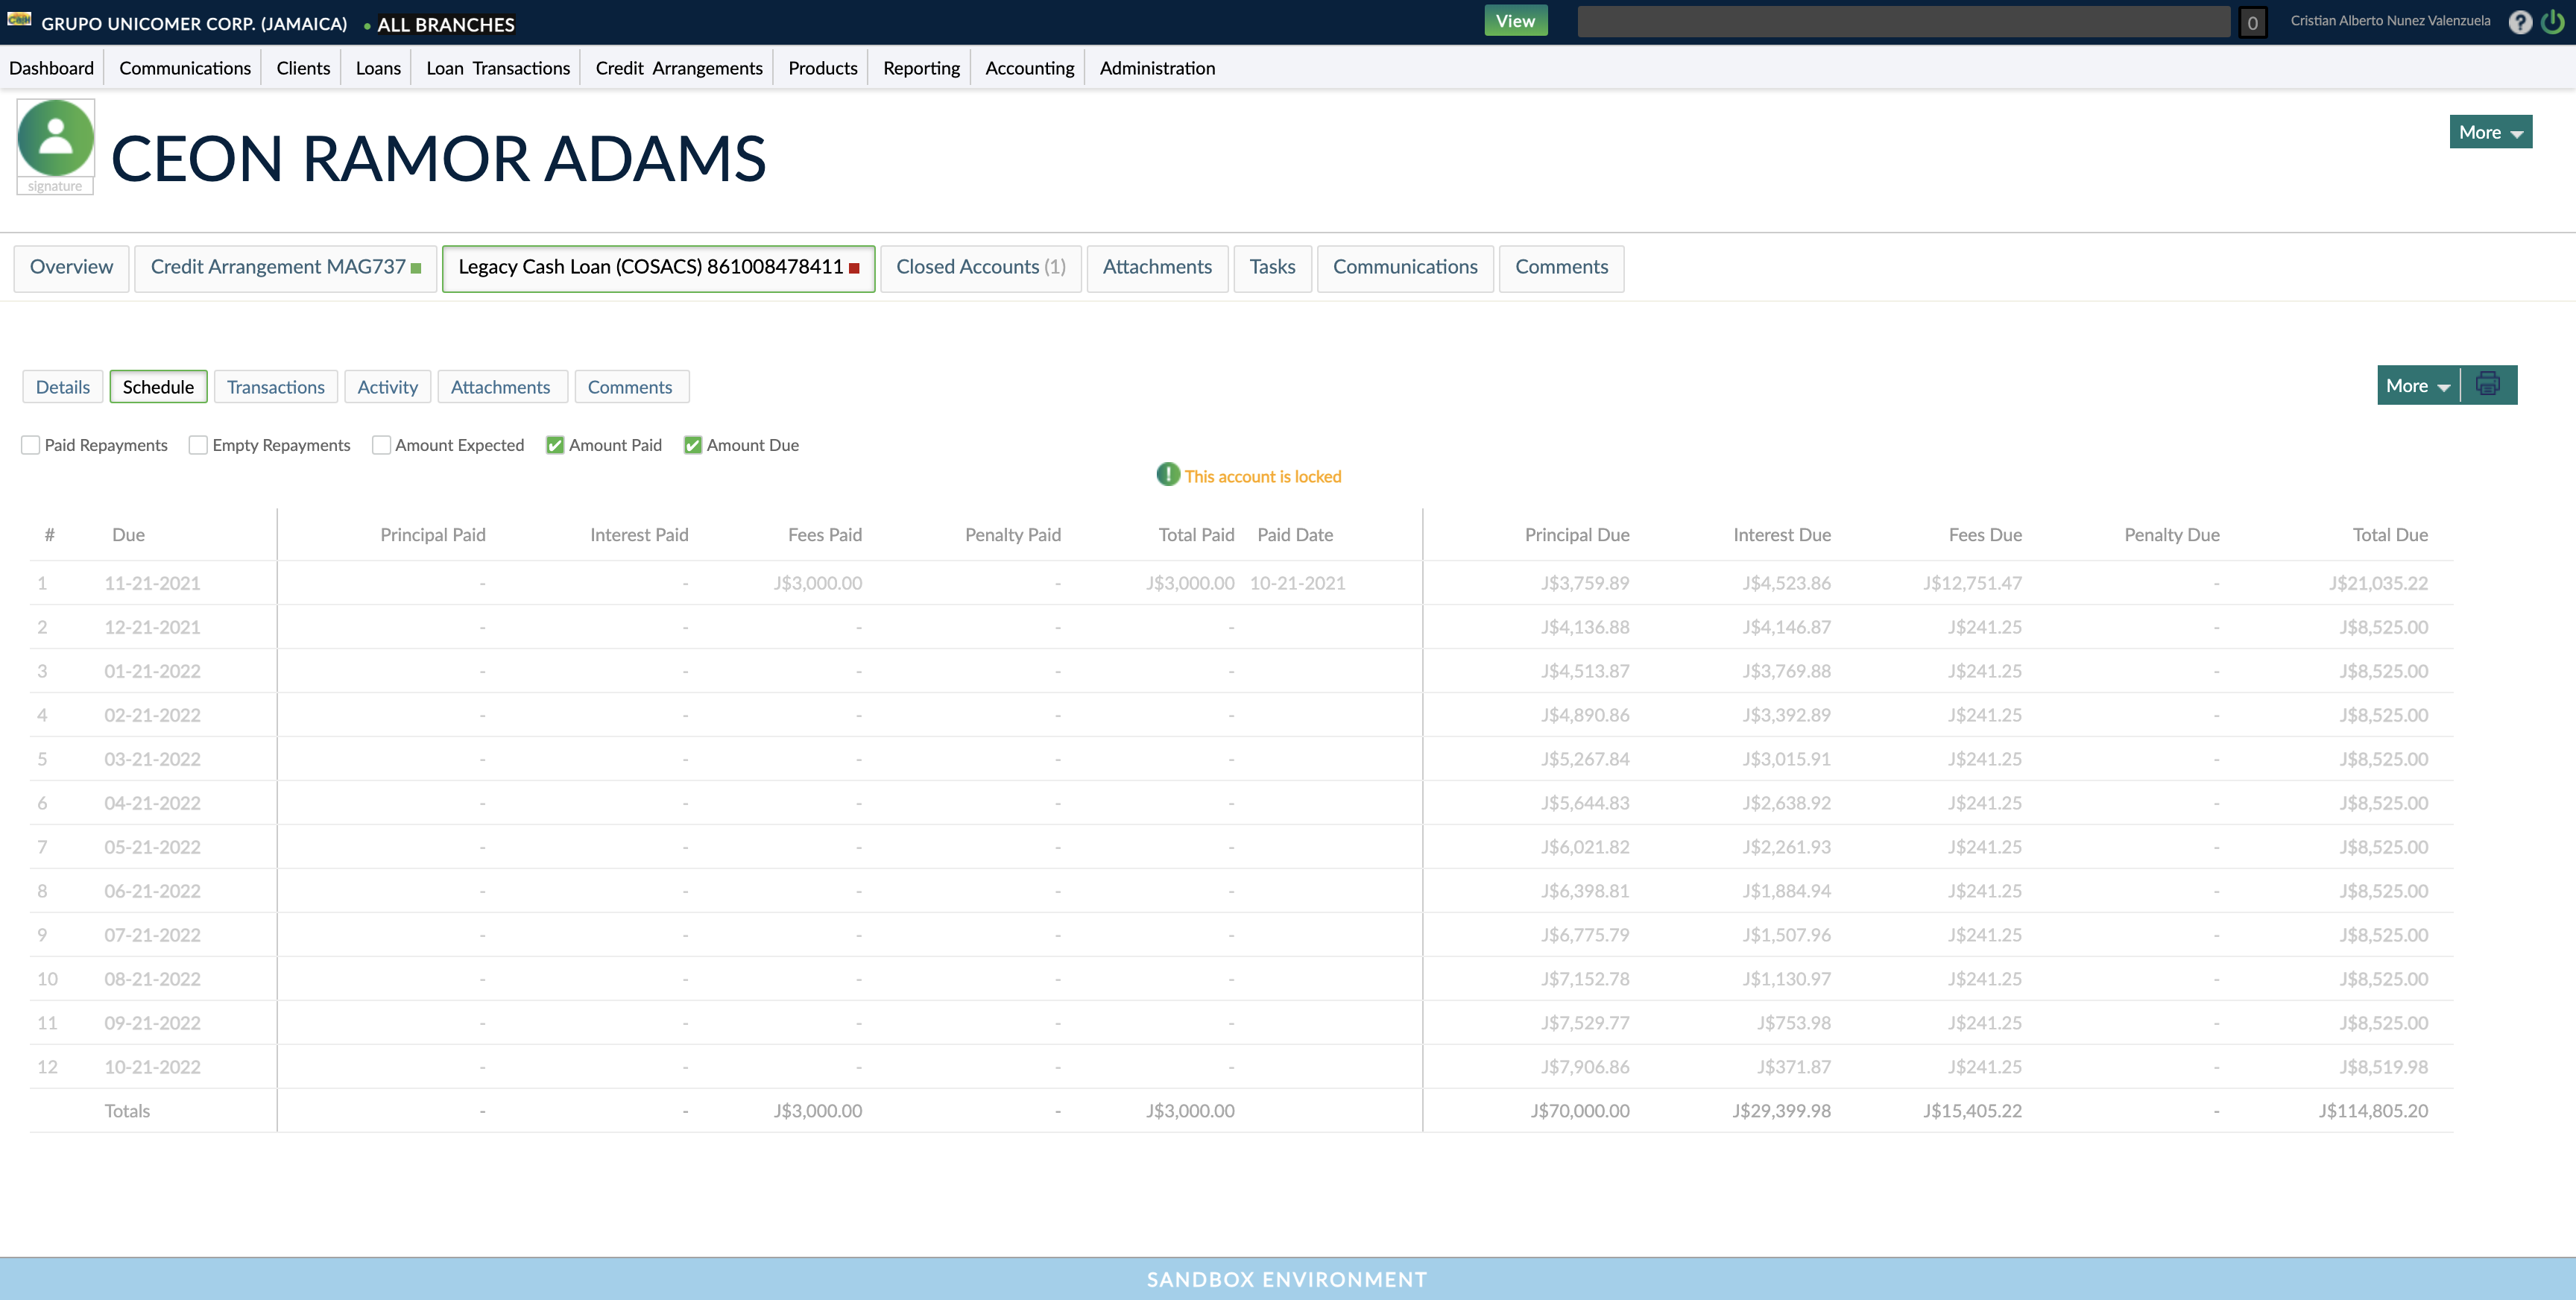 GRUPO UNICOMER CORP. (JAMAICA) • ALL BRANCHES View 0 Cristian Alberto Nunez Valenzuela ?
Dashboard Communications Clients Loans Loan Transactions Credit Arrangements Products Reporting Accounting Administration
CEON RAMOR ADAMS More
signature
Overview Credit Arrangement MAG737 Legacy Cash Loan (COSACS) 861008478411 Closed Accounts (1) Attachments Tasks Communications Comments
Details Schedule Transactions Activity Attachments Comments More
Paid Repayments Empty Repayments Amount Expected Amount Paid Amount Due
! This account is locked
# Due Principal Paid Interest Paid Fees Paid Penalty Paid Total Paid Paid Date Principal Due Interest Due Fees Due Penalty Due Total Due
1 11-21-2021 - - J$3,000.00 - J$3,000.00 10-21-2021 J$3,759.89 J$4,523.86 J$12,751.47 - J$21,035.22
2 12-21-2021 - - - - - J$4,136.88 J$4,146.87 J$241.25 - J$8,525.00
3 01-21-2022 - - - - - J$4,513.87 J$3,769.88 J$241.25 - J$8,525.00
4 02-21-2022 - - - - - J$4,890.86 J$3,392.89 J$241.25 - J$8,525.00
5 03-21-2022 - - - - - J$5,267.84 J$3,015.91 J$241.25 - J$8,525.00
6 04-21-2022 - - - - - J$5,644.83 J$2,638.92 J$241.25 - J$8,525.00
7 05-21-2022 - - - - - J$6,021.82 J$2,261.93 J$241.25 - J$8,525.00
8 06-21-2022 - - - - - J$6,398.81 J$1,884.94 J$241.25 - J$8,525.00
9 07-21-2022 - - - - - J$6,775.79 J$1,507.96 J$241.25 - J$8,525.00
10 08-21-2022 - - - - - J$7,152.78 J$1,130.97 J$241.25 - J$8,525.00
11 09-21-2022 - - - - - J$7,529.77 J$753.98 J$241.25 - J$8,525.00
12 10-21-2022 - - - - - J$7,906.86 J$371.87 J$241.25 - J$8,519.98
Totals - - J$3,000.00 - J$3,000.00 J$70,000.00 J$29,399.98 J$15,405.22 - J$114,805.20
SANDBOX ENVIRONMENT